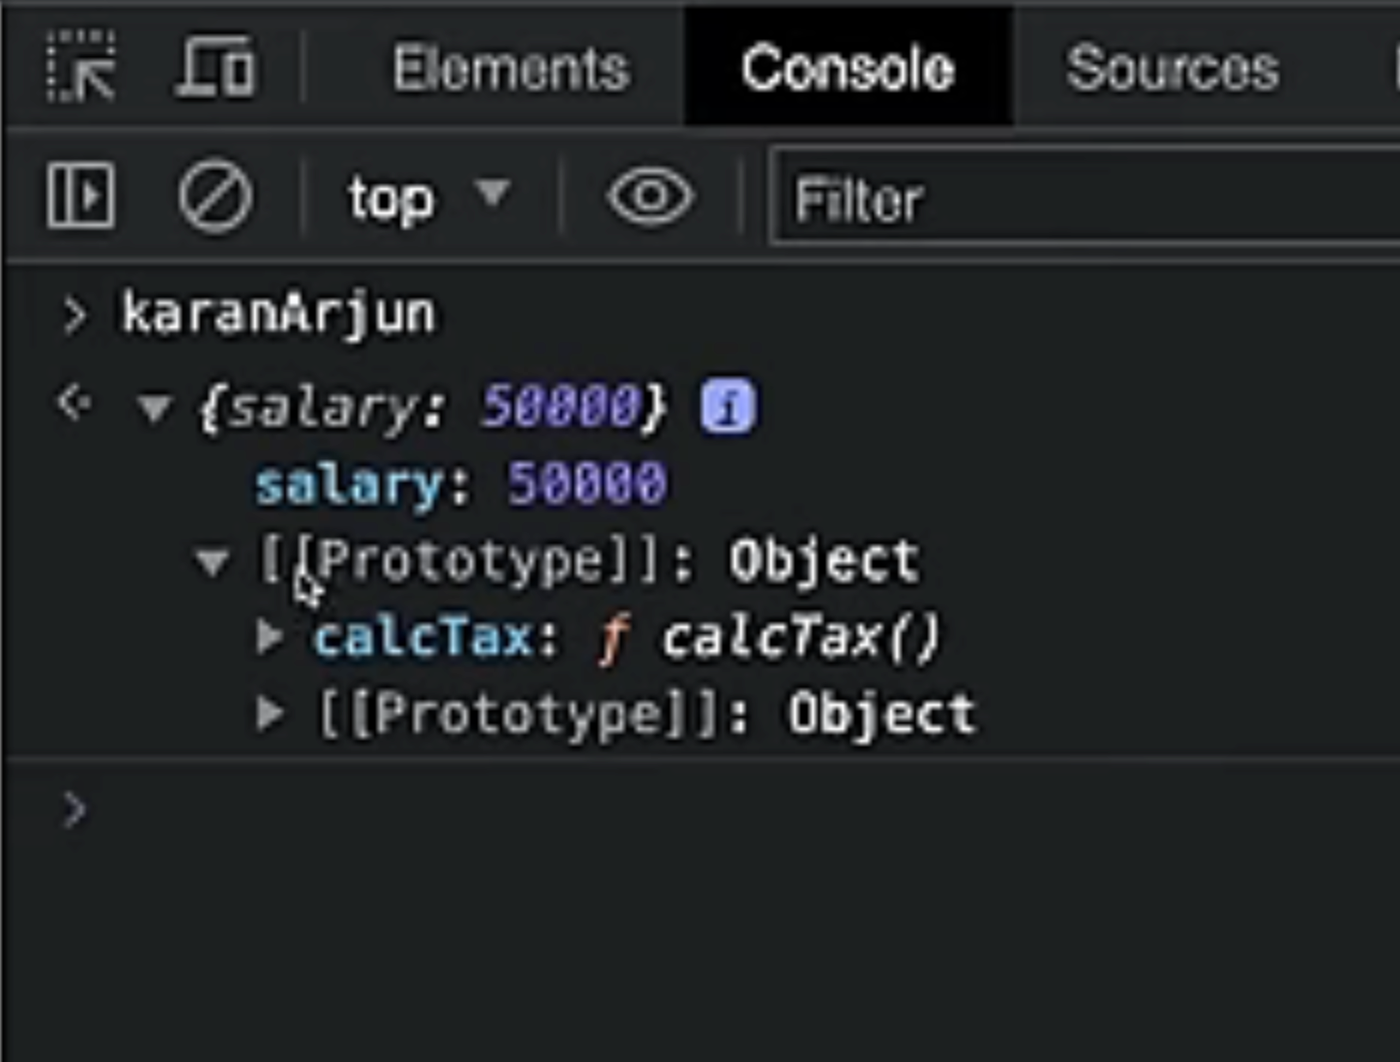 Elements Console Sources
top Filter
> karanArjun
{salary: 50000} i
salary: 50000
[[Prototype]]: Object
calcTax: ƒ calcTax()
[[Prototype]]: Object
>